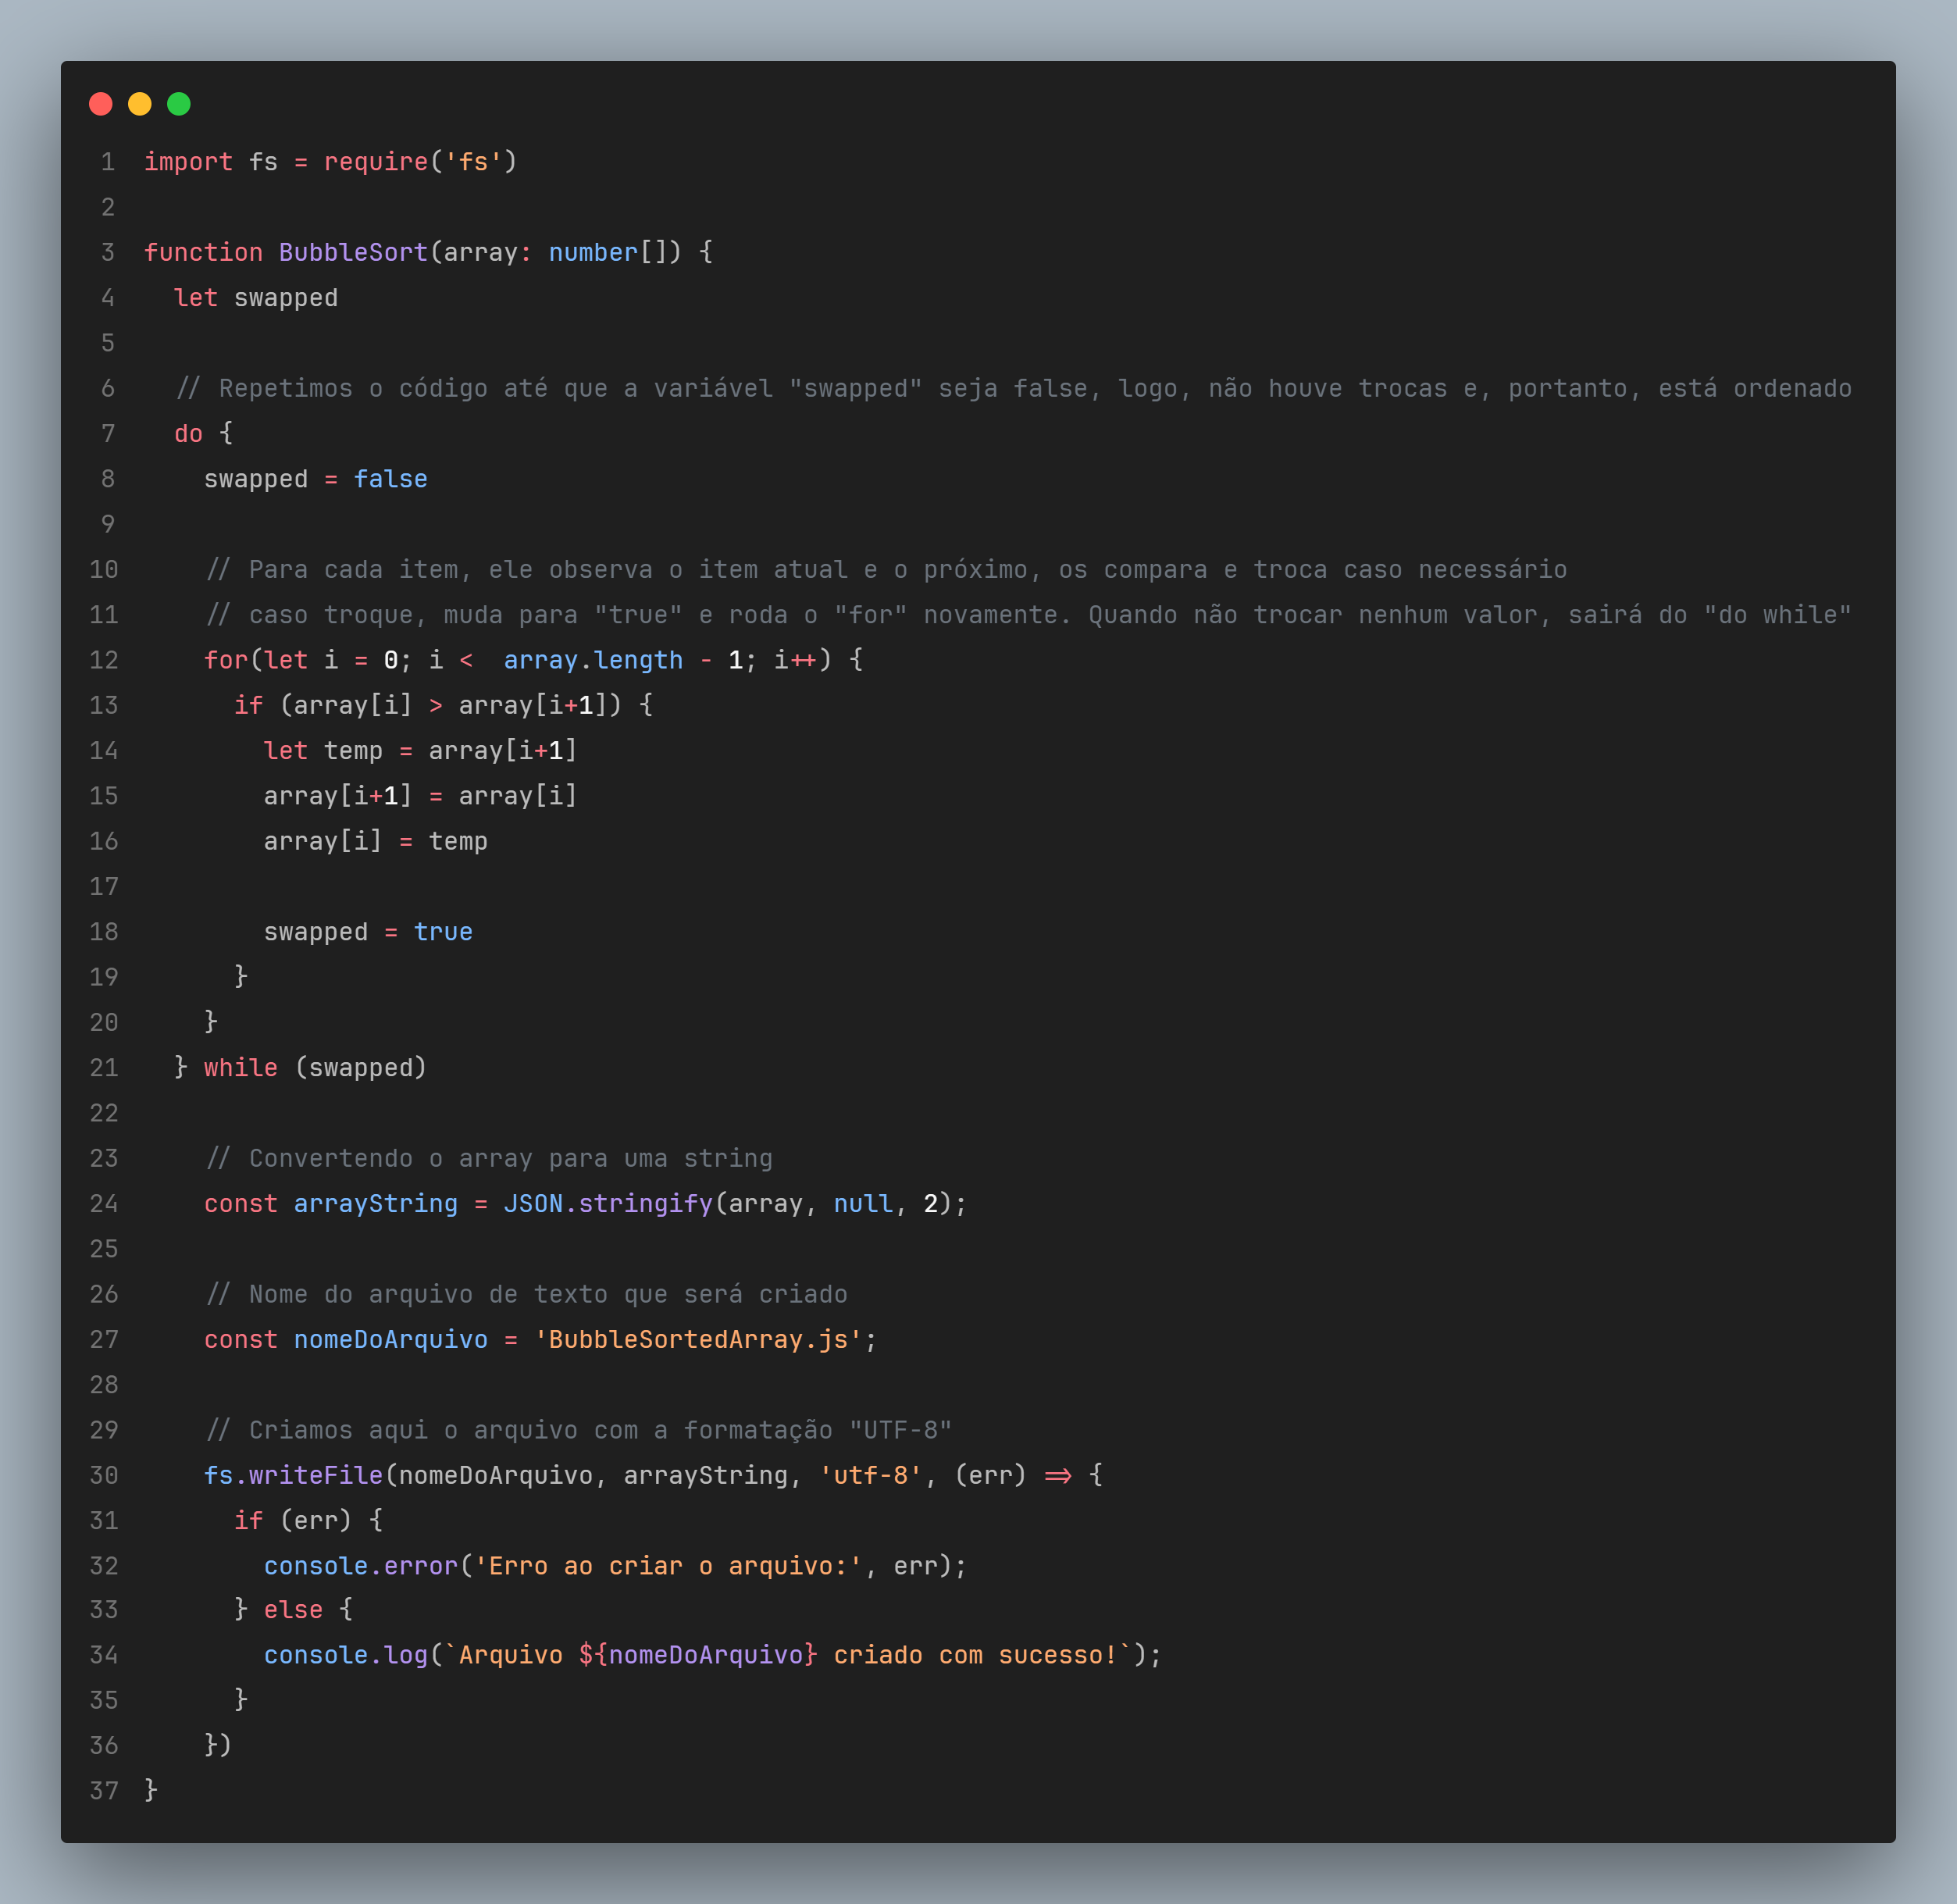 1 import fs = require('fs')
2
3 function BubbleSort(array: number[]) {
4   let swapped
5
6   // Repetimos o código até que a variável "swapped" seja false, logo, não houve trocas e, portanto, está ordenado
7   do {
8     swapped = false
9
10     // Para cada item, ele observa o item atual e o próximo, os compara e troca caso necessário
11     // caso troque, muda para "true" e roda o "for" novamente. Quando não trocar nenhum valor, sairá do "do while"
12     for(let i = 0; i <  array.length - 1; i++) {
13       if (array[i] > array[i+1]) {
14         let temp = array[i+1]
15         array[i+1] = array[i]
16         array[i] = temp
17
18         swapped = true
19       }
20     }
21   } while (swapped)
22
23     // Convertendo o array para uma string
24     const arrayString = JSON.stringify(array, null, 2);
25
26     // Nome do arquivo de texto que será criado
27     const nomeDoArquivo = 'BubbleSortedArray.js';
28
29     // Criamos aqui o arquivo com a formatação "UTF-8"
30     fs.writeFile(nomeDoArquivo, arrayString, 'utf-8', (err) => {
31       if (err) {
32         console.error('Erro ao criar o arquivo:', err);
33       } else {
34         console.log(`Arquivo ${nomeDoArquivo} criado com sucesso!`);
35       }
36     })
37 }